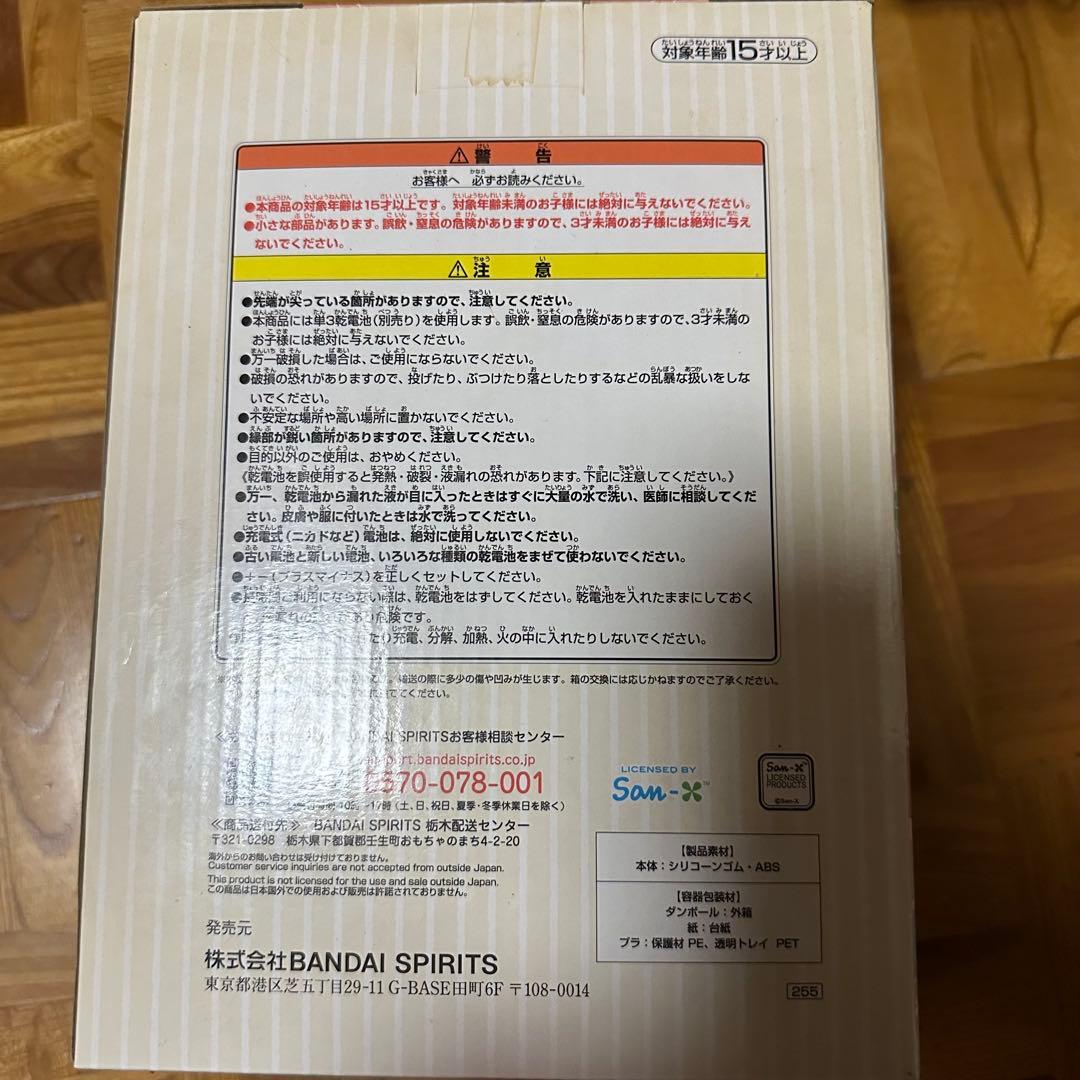 対象年齢15才以上
⚠警告
お客様へ 必ずお読みください。
●本商品の対象年齢は15才以上です。対象年齢未満のお子様には絶対に与えないでください。
●小さな部品があります。誤飲・窒息の危険がありますので、3才未満のお子様には絶対に与え
ないでください。
⚠注意
●先端が尖っている箇所がありますので、注意してください。
●本商品には単3乾電池(別売り)を使用します。誤飲・窒息の危険がありますので、3才未満の
お子様には絶対に与えないでください。
●万一破損した場合は、ご使用にならないでください。
●破損の恐れがありますので、投げたり、ぶつけたり落としたりするなどの乱暴な扱いをしな
いでください。
●不安定な場所や高い場所に置かないでください。
●縁部が鋭い箇所がありますので、注意してください。
●目的以外のご使用は、おやめください。
《乾電池を誤使用すると発熱・破裂・液漏れの恐れがあります。下記に注意してください。》
●万一、乾電池から漏れた液が目に入ったときはすぐに大量の水で洗い、医師に相談してくだ
さい。皮膚や服に付いたときは水で洗ってください。
●充電式(ニカドなど)電池は、絶対に使用しないでください。
●古い電池と新しい電池、いろいろな種類の乾電池をまぜて使わないでください。
●+-(プラスマイナス)を正しくセットしてください。
ご利用にならない際は、乾電池をはずしてください。乾電池を入れたままにしておく
危険です。
たり充電、分解、加熱、火の中に入れたりしないでください。
輸送の際に多少の傷や凹みが生じます。箱の交換には応じかねますのでご了承ください。
てください。
BANDAI SPIRITSお客様相談センター
port.bandaispirits.co.jp
0570-078-001
10時~17時(土、日、祝日、夏季・冬季休業日を除く)
≪商品送付先≫ BANDAI SPIRITS 栃木配送センター
〒321-0298 栃木県下都賀郡壬生町おもちゃのまち4-2-20
海外からのお問い合わせは受け付けておりません。
Customer service inquiries are not accepted from outside Japan.
This product is not licensed for the use and sale outside Japan.
この商品は日本国外での使用および販売は許諾されておりません。
LICENSED BY
San-X™
San-X™
LICENSED
PRODUCTS
©San-X
【製品素材】
本体:シリコーンゴム・ABS
【容器包装材】
ダンボール:外箱
紙:台紙
プラ:保護材 PE、透明トレイ PET
発売元
株式会社BANDAI SPIRITS
東京都港区芝五丁目29-11 G-BASE田町6F 〒108-0014
255